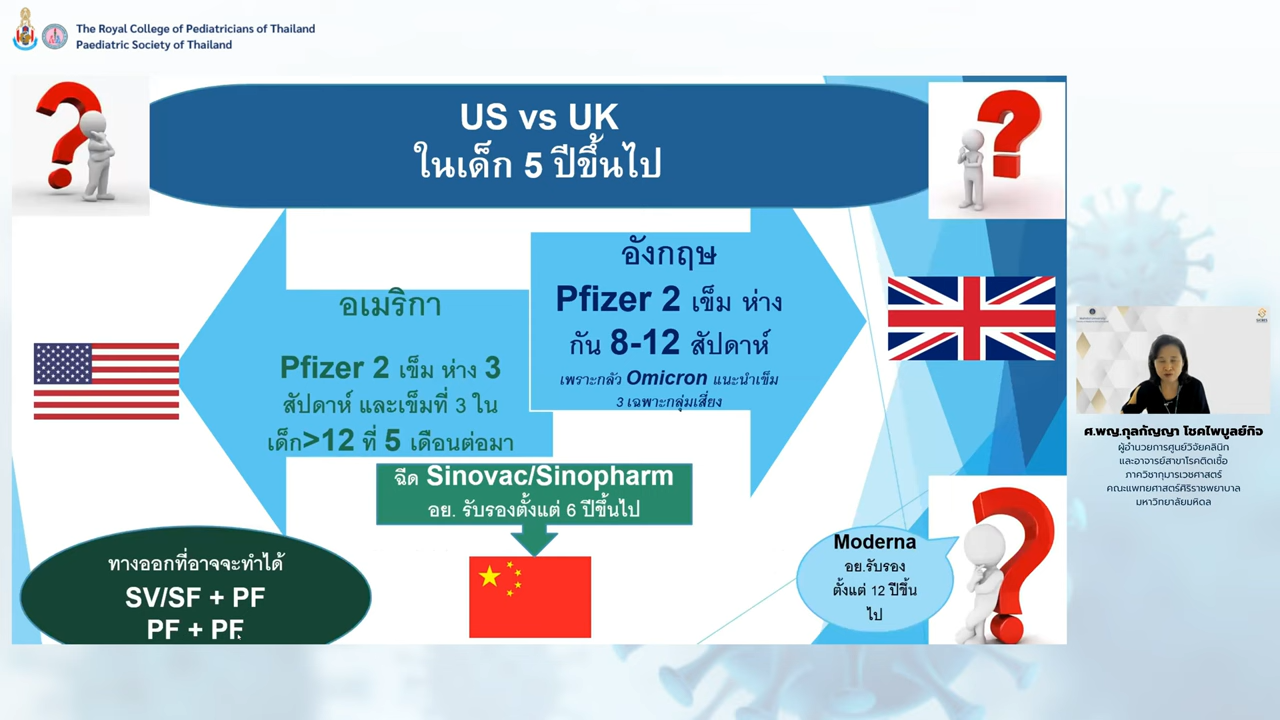 The Royal College of Pediatricians of Thailand
Paediatric Society of Thailand
US vs UK
ในเด็ก 5 ปีขึ้นไป
อเมริกา
Pfizer 2 เข็ม ห่าง 3
สัปดาห์ และเข็มที่ 3 ใน
เด็ก>12 ที่ 5 เดือนต่อมา
อังกฤษ
Pfizer 2 เข็ม ห่าง
กัน 8-12 สัปดาห์
เพราะกลัว Omicron แนะนำเข็ม
3 เฉพาะกลุ่มเสี่ยง
ฉีด Sinovac/Sinopharm
อย. รับรองตั้งแต่ 6 ปีขึ้นไป
ทางออกที่อาจจะทำได้
SV/SF + PF
PF + PF
Moderna
อย.รับรอง
ตั้งแต่ 12 ปีขึ้น
ไป
ศ.พญ.กุลกัญญา โชคไพบูลย์กิจ
ผู้อำนวยการศูนย์วิจัยคลินิก
และอาจารย์สาขาโรคติดเชื้อ
ภาควิชากุมารเวชศาสตร์
คณะแพทยศาสตร์ศิริราชพยาบาล
มหาวิทยาลัยมหิดล